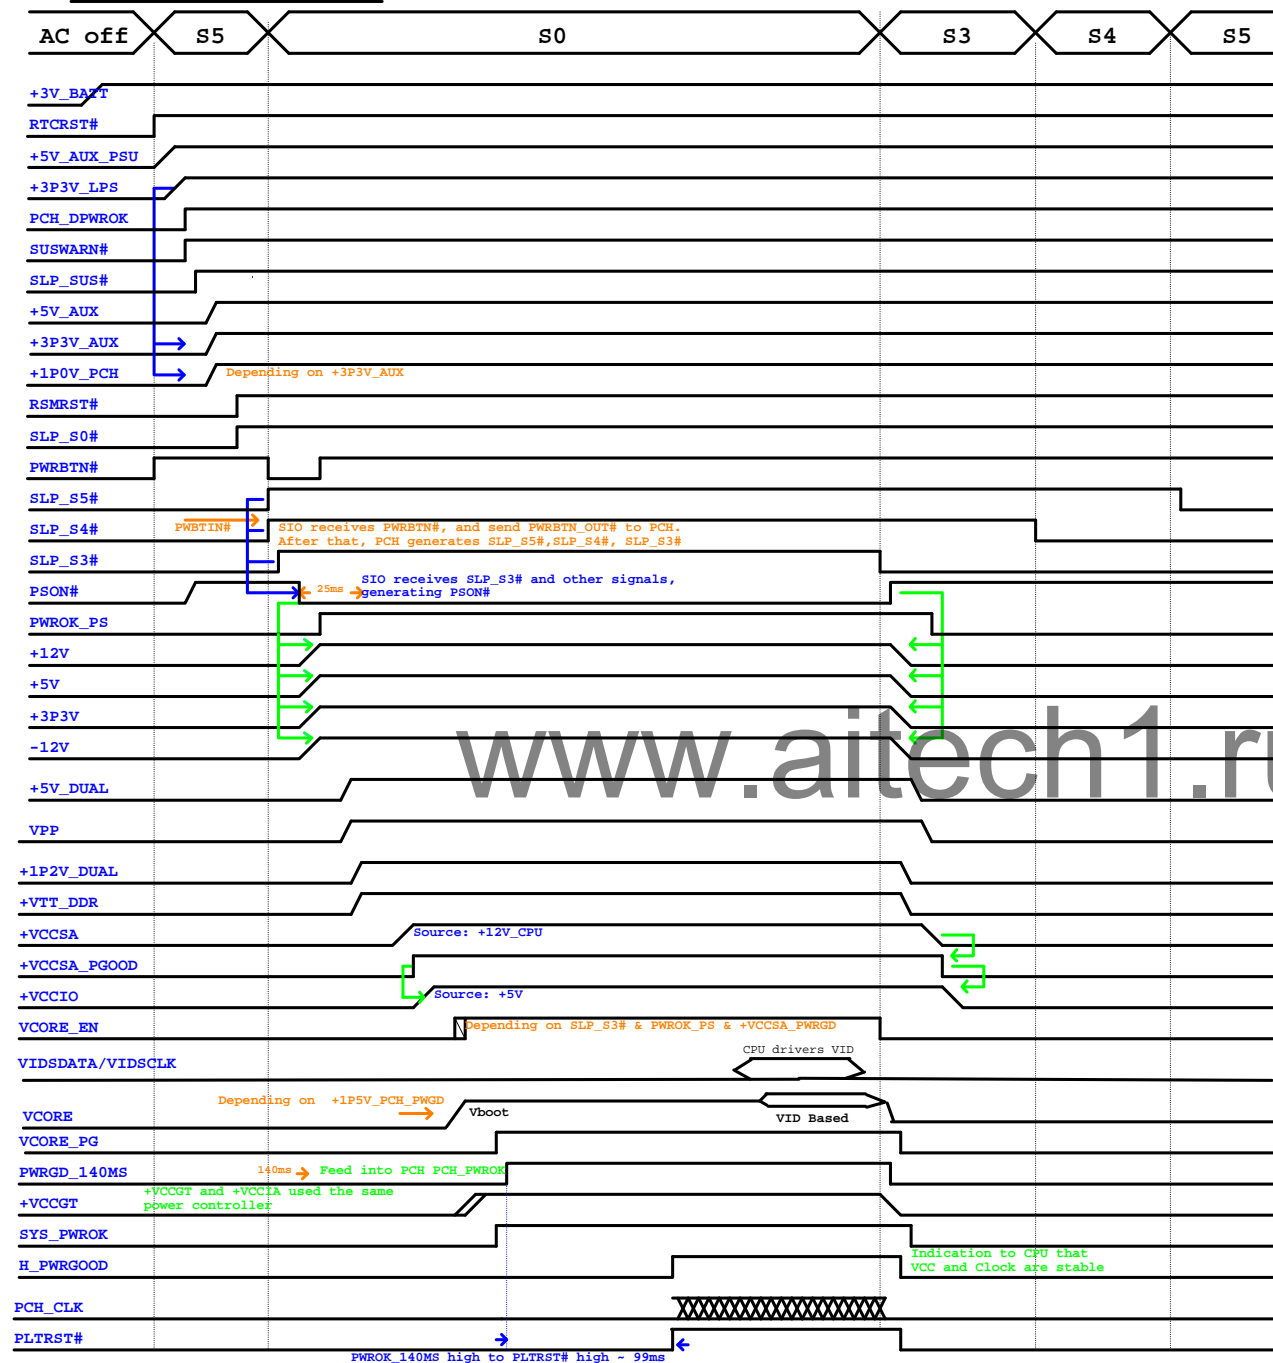 AC off S5 S0 S3 S4 S5
+3V_BATT
RTCRST#
+5V_AUX_PSU
+3P3V_LPS
PCH_DPWROK
SUSWARN#
SLP_SUS#
+5V_AUX
+3P3V_AUX
+1P0V_PCH Depending on +3P3V_AUX
RSMRST#
SLP_S0#
PWRBTN#
SLP_S5#
SLP_S4# PWBTIN# SIO receives PWRBTN#, and send PWRBTN_OUT# to PCH.
After that, PCH generates SLP_S5#,SLP_S4#, SLP_S3#
SLP_S3#
SIO receives SLP_S3# and other signals,
PSON# 25ms generating PSON#
PWROK_PS
+12V
+5V
+3P3V
-12V
www.aitech1.ru
+5V_DUAL
VPP
+1P2V_DUAL
+VTT_DDR
+VCCSA Source: +12V_CPU
+VCCSA_PGOOD
+VCCIO Source: +5V
VCORE_EN Depending on SLP_S3# & PWROK_PS & +VCCSA_PWRGD
CPU drivers VID
VIDSDATA/VIDSCLK
Depending on +1P5V_PCH_PWGD
VCORE Vboot VID Based
VCORE_PG
PWRGD_140MS 140ms Feed into PCH PCH_PWROK
+VCCGT and +VCCIA used the same
+VCCGT power controller
SYS_PWROK
Indication to CPU that
H_PWRGOOD VCC and Clock are stable
PCH_CLK
PLTRST#
PWROK_140MS high to PLTRST# high ~ 99ms